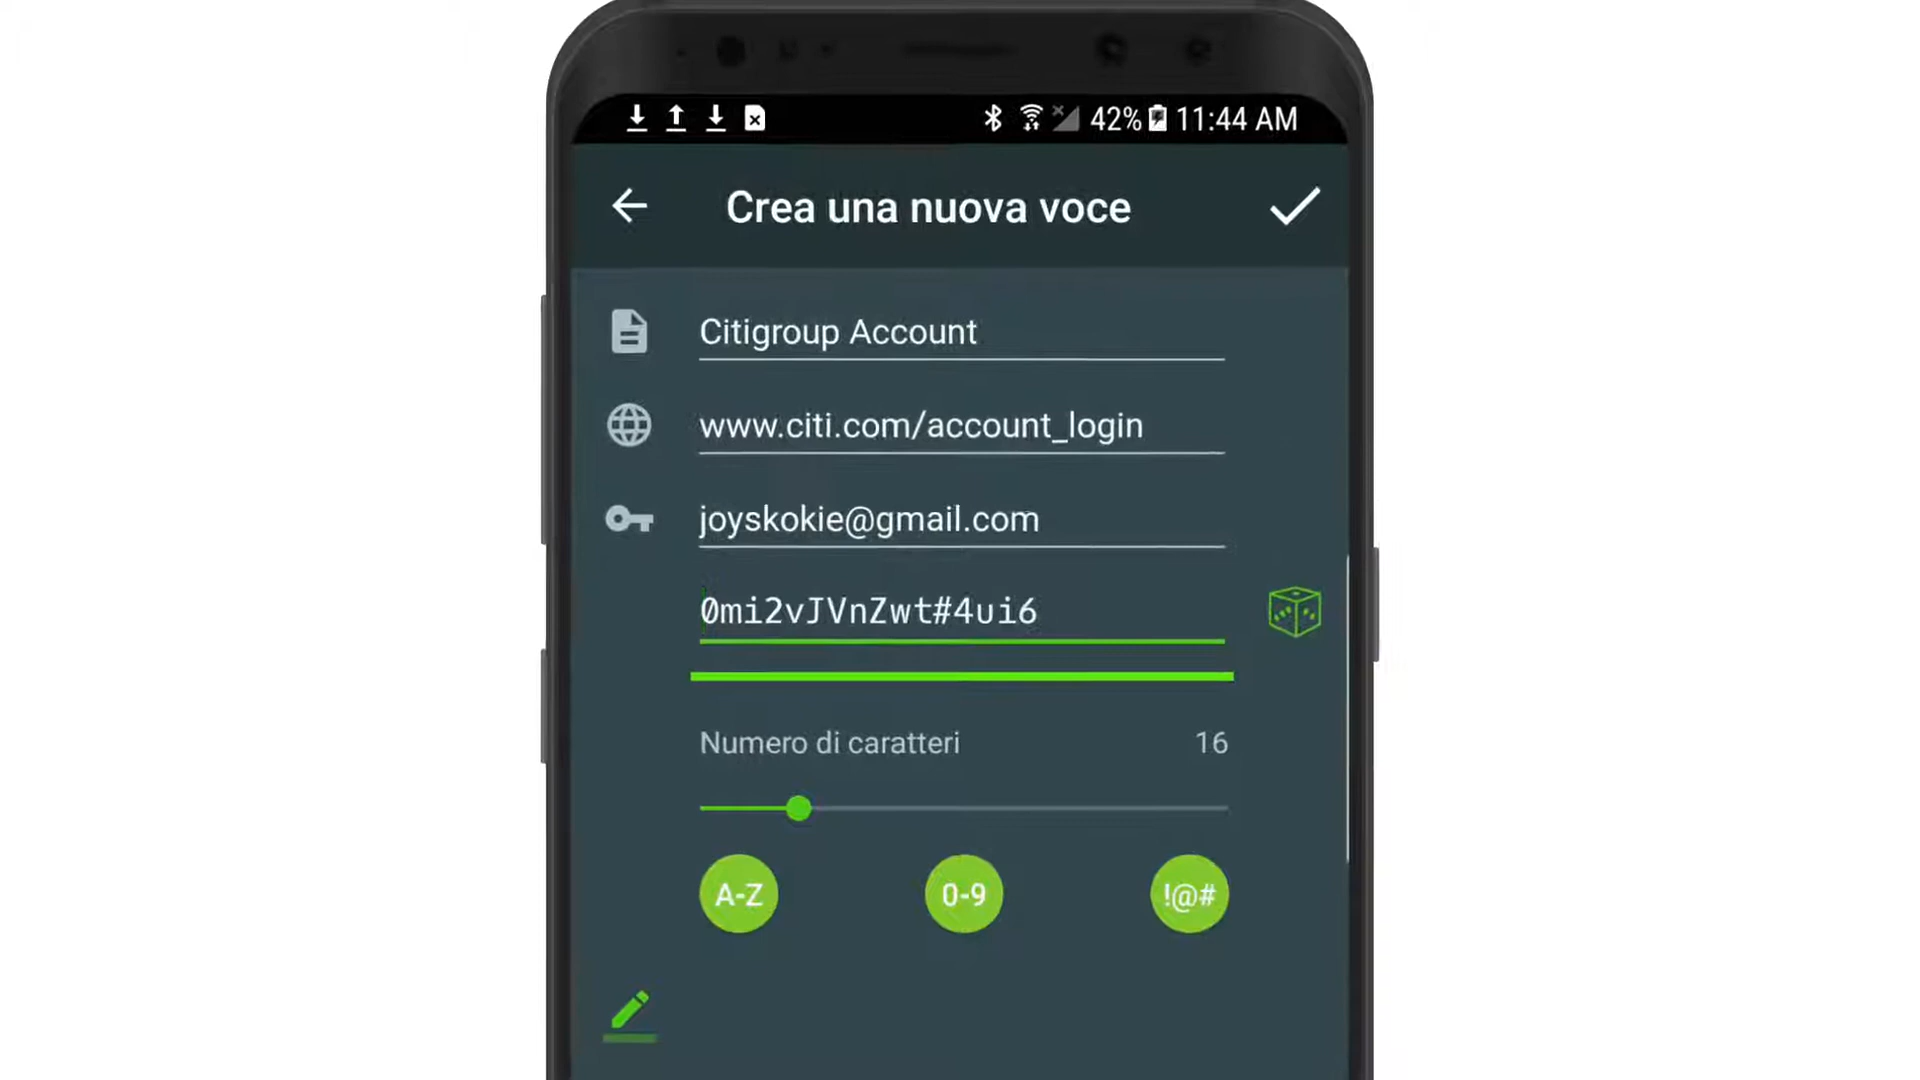 42% 11:44 AM
Crea una nuova voce
Citigroup Account
www.citi.com/account_login
joyskokie@gmail.com
0mi2vJVnZwt#4ui6
Numero di caratteri 16
A-Z 0-9 !@#